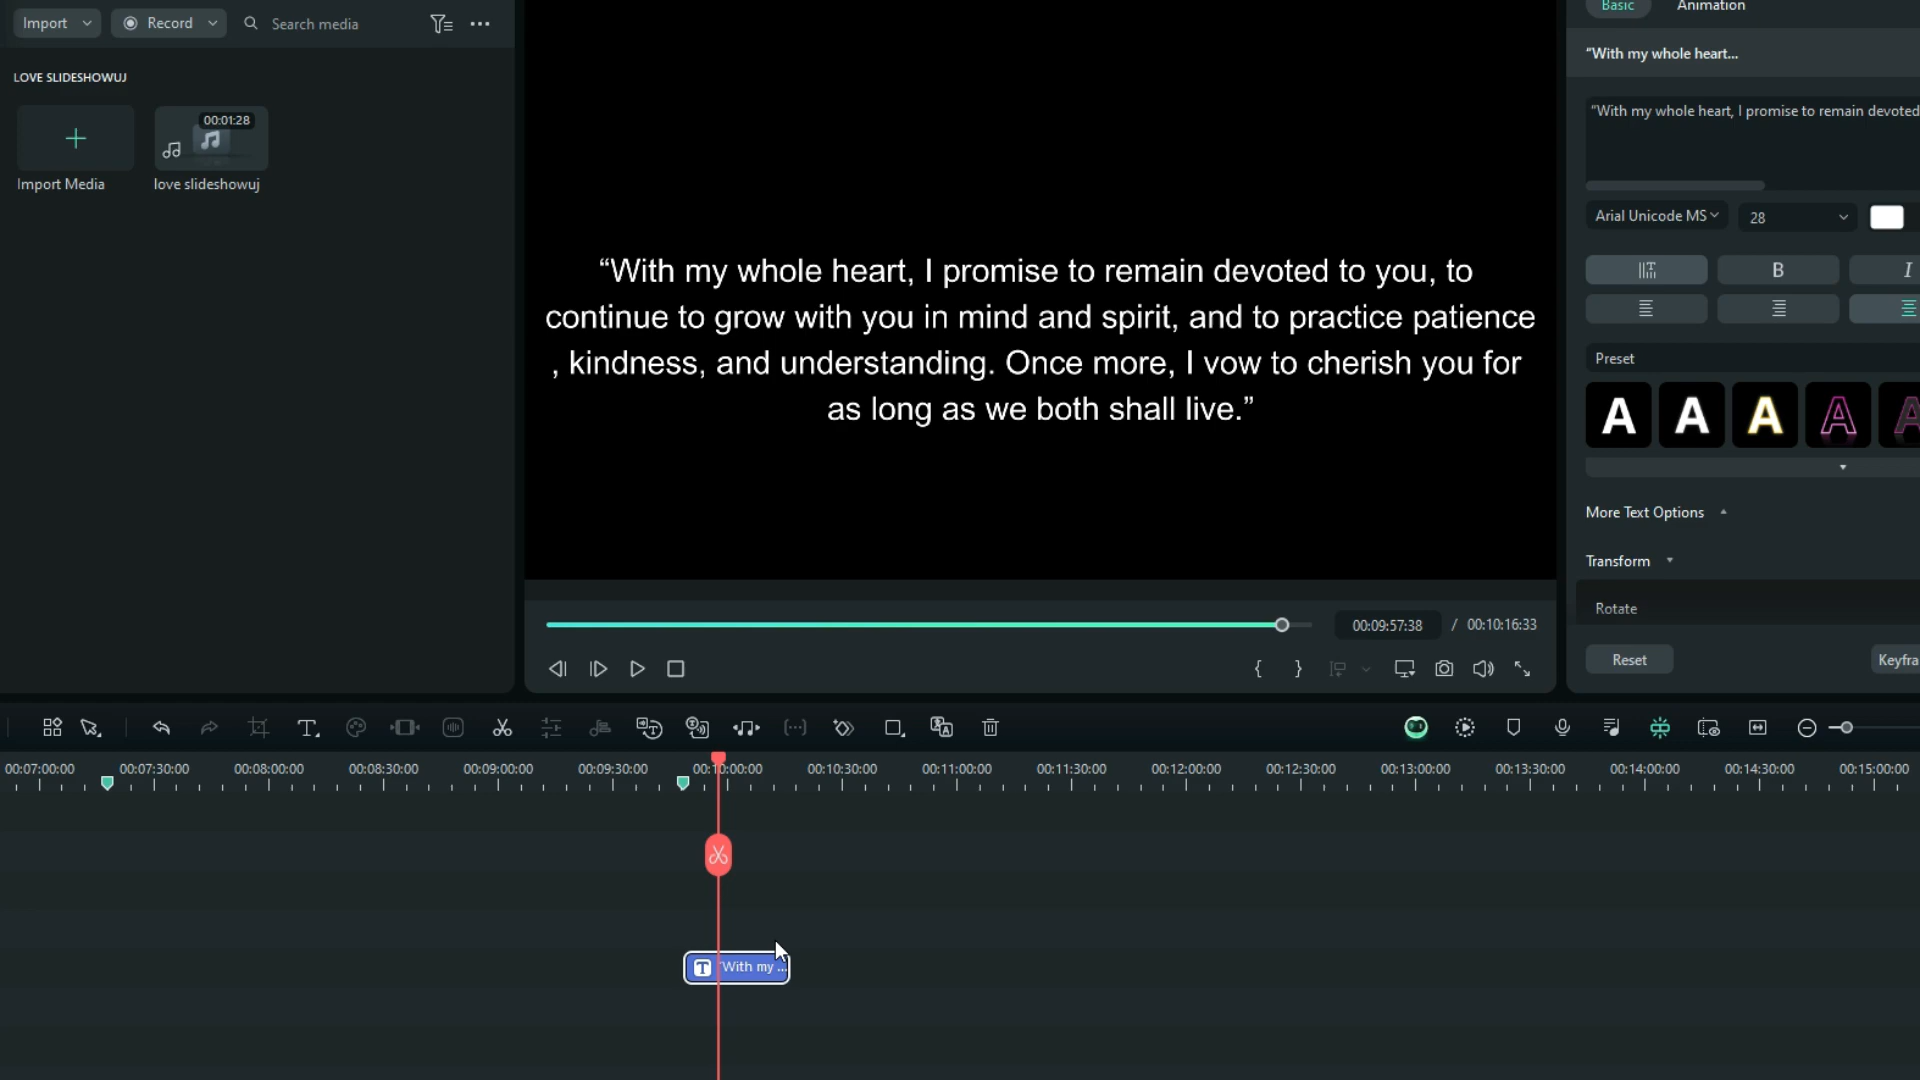 Import
Record
Search media
LOVE SLIDESHOWUJ
00:01:28
Import Media
love slideshowuj
“With my whole heart, I promise to remain devoted to you, to
continue to grow with you in mind and spirit, and to practice patience
, kindness, and understanding. Once more, I vow to cherish you for
as long as we both shall live.”
00:09:57:38 / 00:10:16:33
Basic Animation
“With my whole heart...
“With my whole heart, I promise to remain devoted
Arial Unicode MS 28
B I
Preset
A A A A A
More Text Options
Transform
Rotate
Reset Keyfra
00:07:00:00 00:07:30:00 00:08:00:00 00:08:30:00 00:09:00:00 00:09:30:00 00:10:00:00 00:10:30:00 00:11:00:00 00:11:30:00 00:12:00:00 00:12:30:00 00:13:00:00 00:13:30:00 00:14:00:00 00:14:30:00 00:15:00:00
T “With my ...